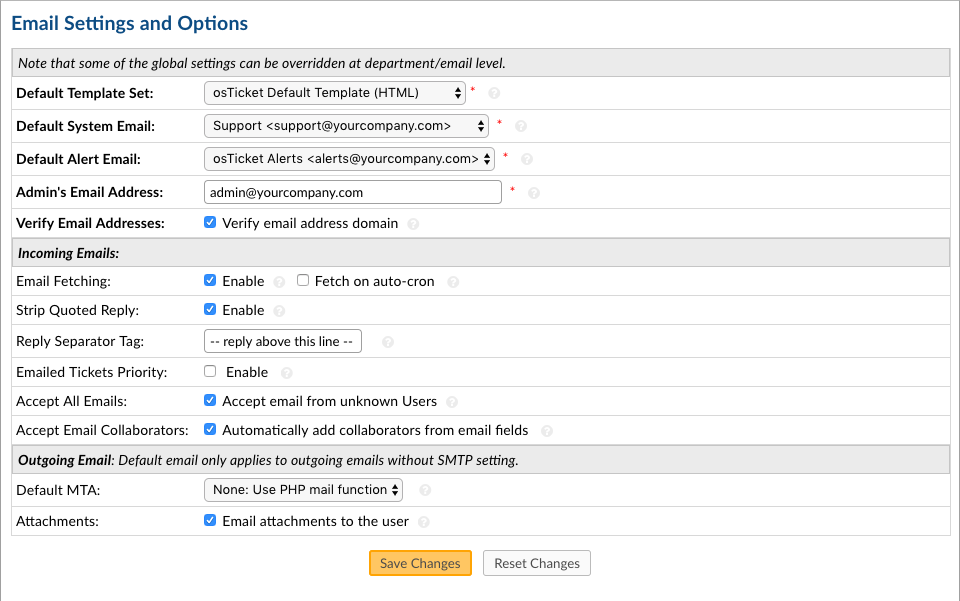 Email Settings and Options
Note that some of the global settings can be overridden at department/email level.
Default Template Set: osTicket Default Template (HTML) * ?
Default System Email: Support <support@yourcompany.com> * ?
Default Alert Email: osTicket Alerts <alerts@yourcompany.com> * ?
Admin's Email Address: admin@yourcompany.com * ?
Verify Email Addresses: Verify email address domain ?
Incoming Emails:
Email Fetching: Enable ? Fetch on auto-cron ?
Strip Quoted Reply: Enable ?
Reply Separator Tag: -- reply above this line -- ?
Emailed Tickets Priority: Enable ?
Accept All Emails: Accept email from unknown Users ?
Accept Email Collaborators: Automatically add collaborators from email fields ?
Outgoing Email: Default email only applies to outgoing emails without SMTP setting.
Default MTA: None: Use PHP mail function ?
Attachments: Email attachments to the user ?
Save Changes Reset Changes